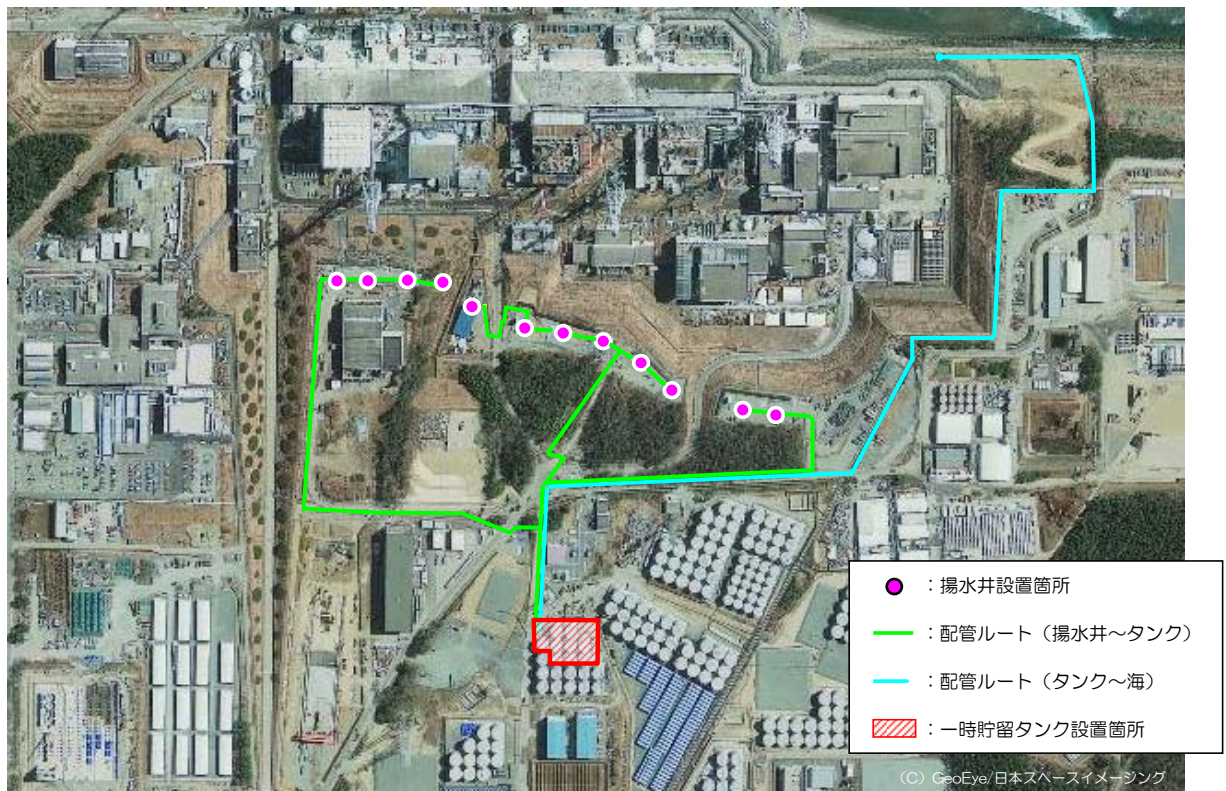 ：揚水井設置箇所
：配管ルート（揚水井～タンク）
：配管ルート（タンク～海）
：一時貯留タンク設置箇所
（C）GeoEye/日本スペースイメージング